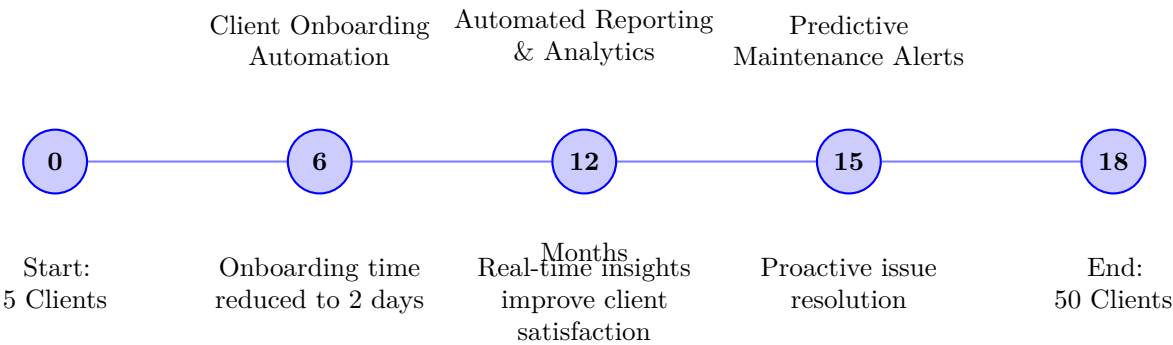 Client Onboarding
Automation
Automated Reporting
& Analytics
Predictive
Maintenance Alerts
0
6
12
15
18
Months
Start:
5 Clients
Onboarding time
reduced to 2 days
Real-time insights
improve client
satisfaction
Proactive issue
resolution
End:
50 Clients